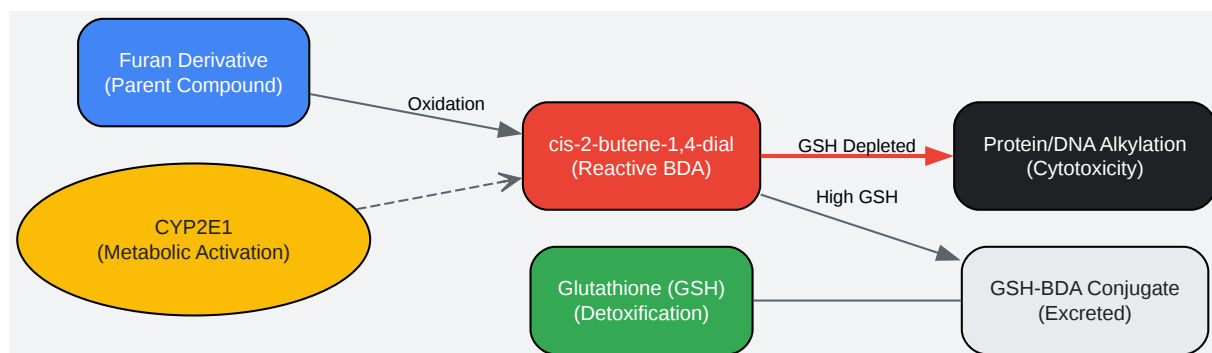 Furan Derivative
(Parent Compound)
Oxidation
CYP2E1
(Metabolic Activation)
cis-2-butene-1,4-dial
(Reactive BDA)
GSH Depleted
Protein/DNA Alkylation
(Cytotoxicity)
High GSH
Glutathione (GSH)
(Detoxification)
GSH-BDA Conjugate
(Excreted)